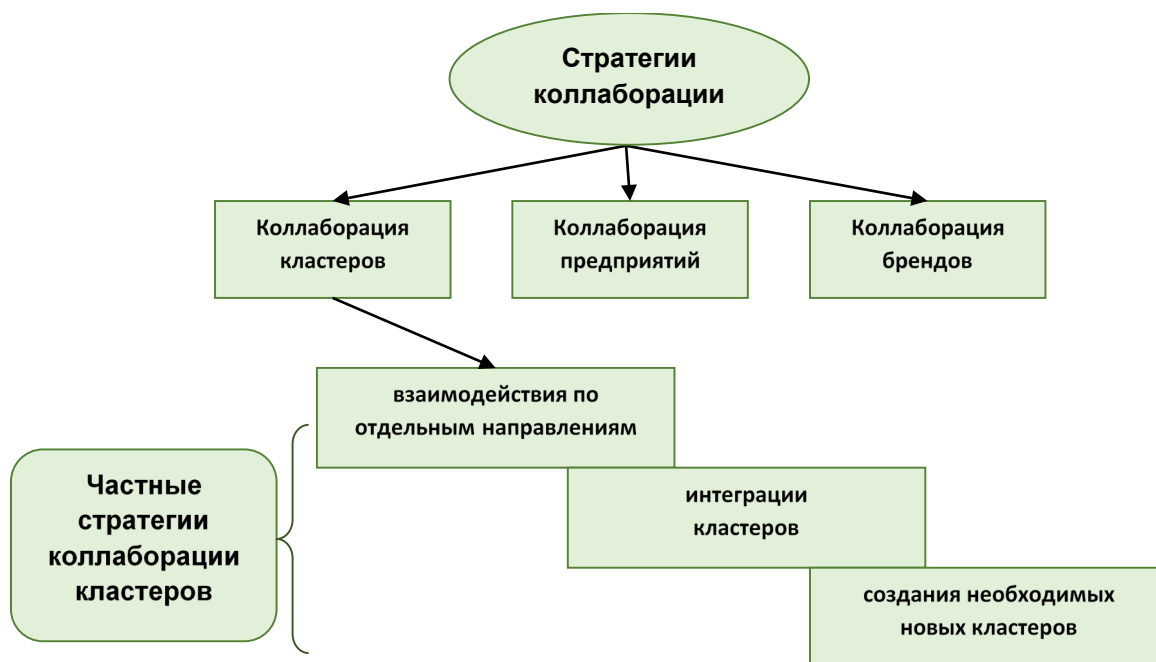 Стратегии
коллаборации
Коллаборация
кластеров
Коллаборация
предприятий
Коллаборация
брендов
взаимодействия по
отдельным направлениям
Частные
стратегии
коллаборации
кластеров
интеграции
кластеров
создания необходимых
новых кластеров